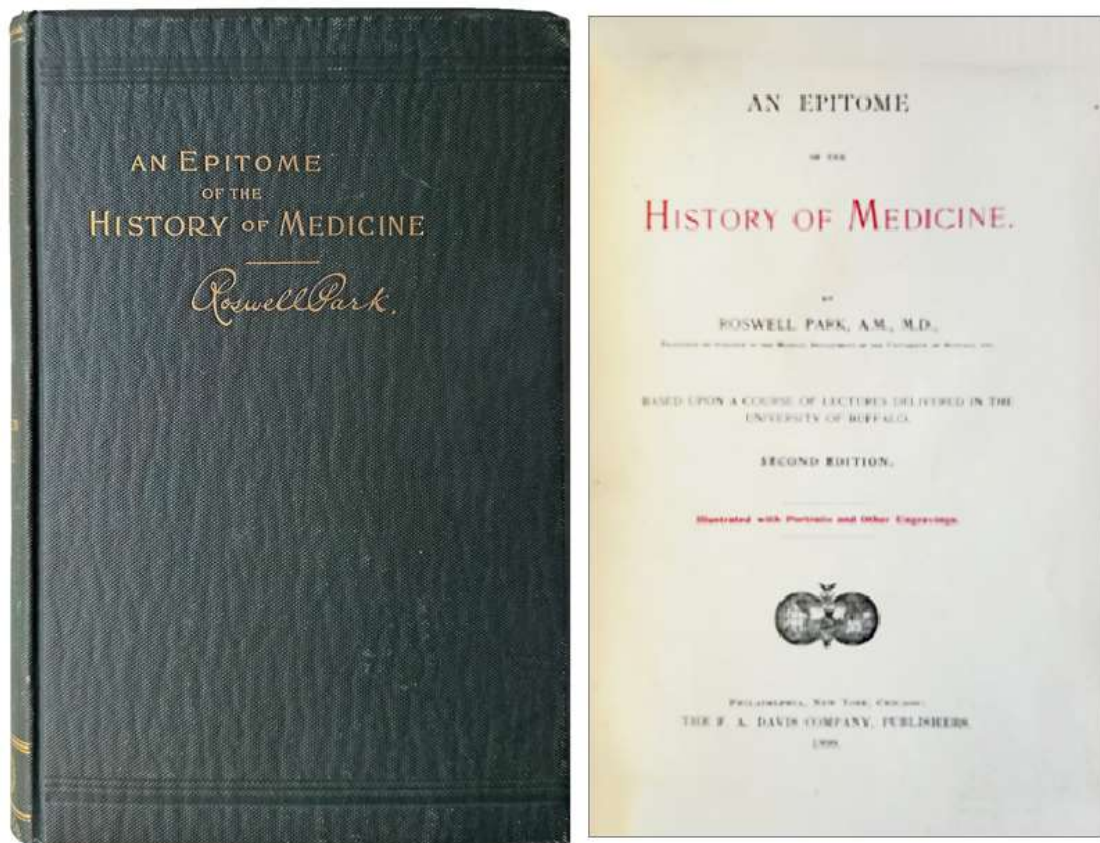 AN EPITOME
OF THE
HISTORY OF MEDICINE
Roswell Park.
AN EPITOME
OF THE
HISTORY OF MEDICINE.
BY
ROSWELL PARK, A.M., M.D.,
BASED UPON A COURSE OF LECTURES DELIVERED IN THE
UNIVERSITY OF BUFFALO.
SECOND EDITION.
Illustrated with Portraits and Other Engravings.
PHILADELPHIA, NEW YORK, CHICAGO:
THE F. A. DAVIS COMPANY, PUBLISHERS.
1899.